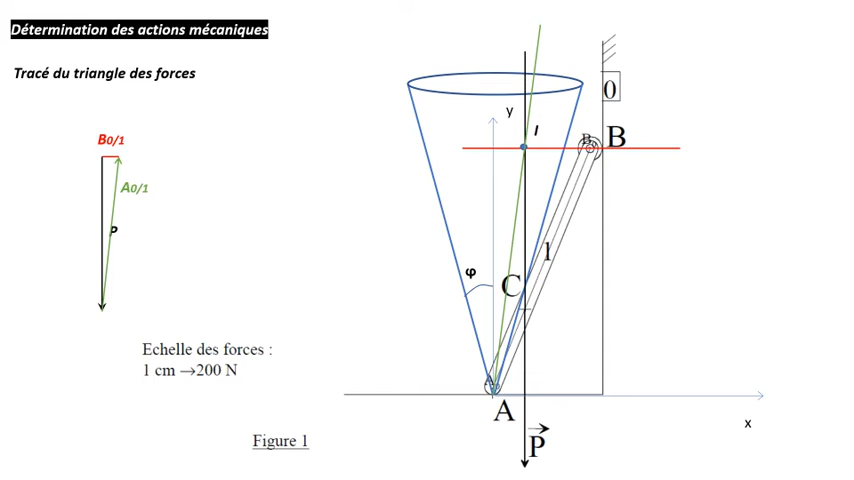 Détermination des actions mécaniques
Tracé du triangle des forces
B0/1
A0/1
P
Echelle des forces :
1 cm →200 N
Figure 1
y
I
0
B
B
1
φ
C
A
A
P
x